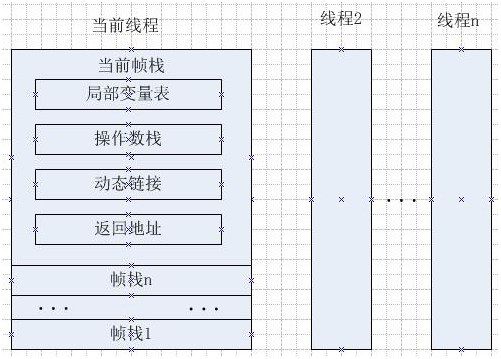 当前线程
线程2
线程n
当前帧栈
局部变量表
操作数栈
动态链接
返回地址
...
帧栈n
... ...
帧栈1